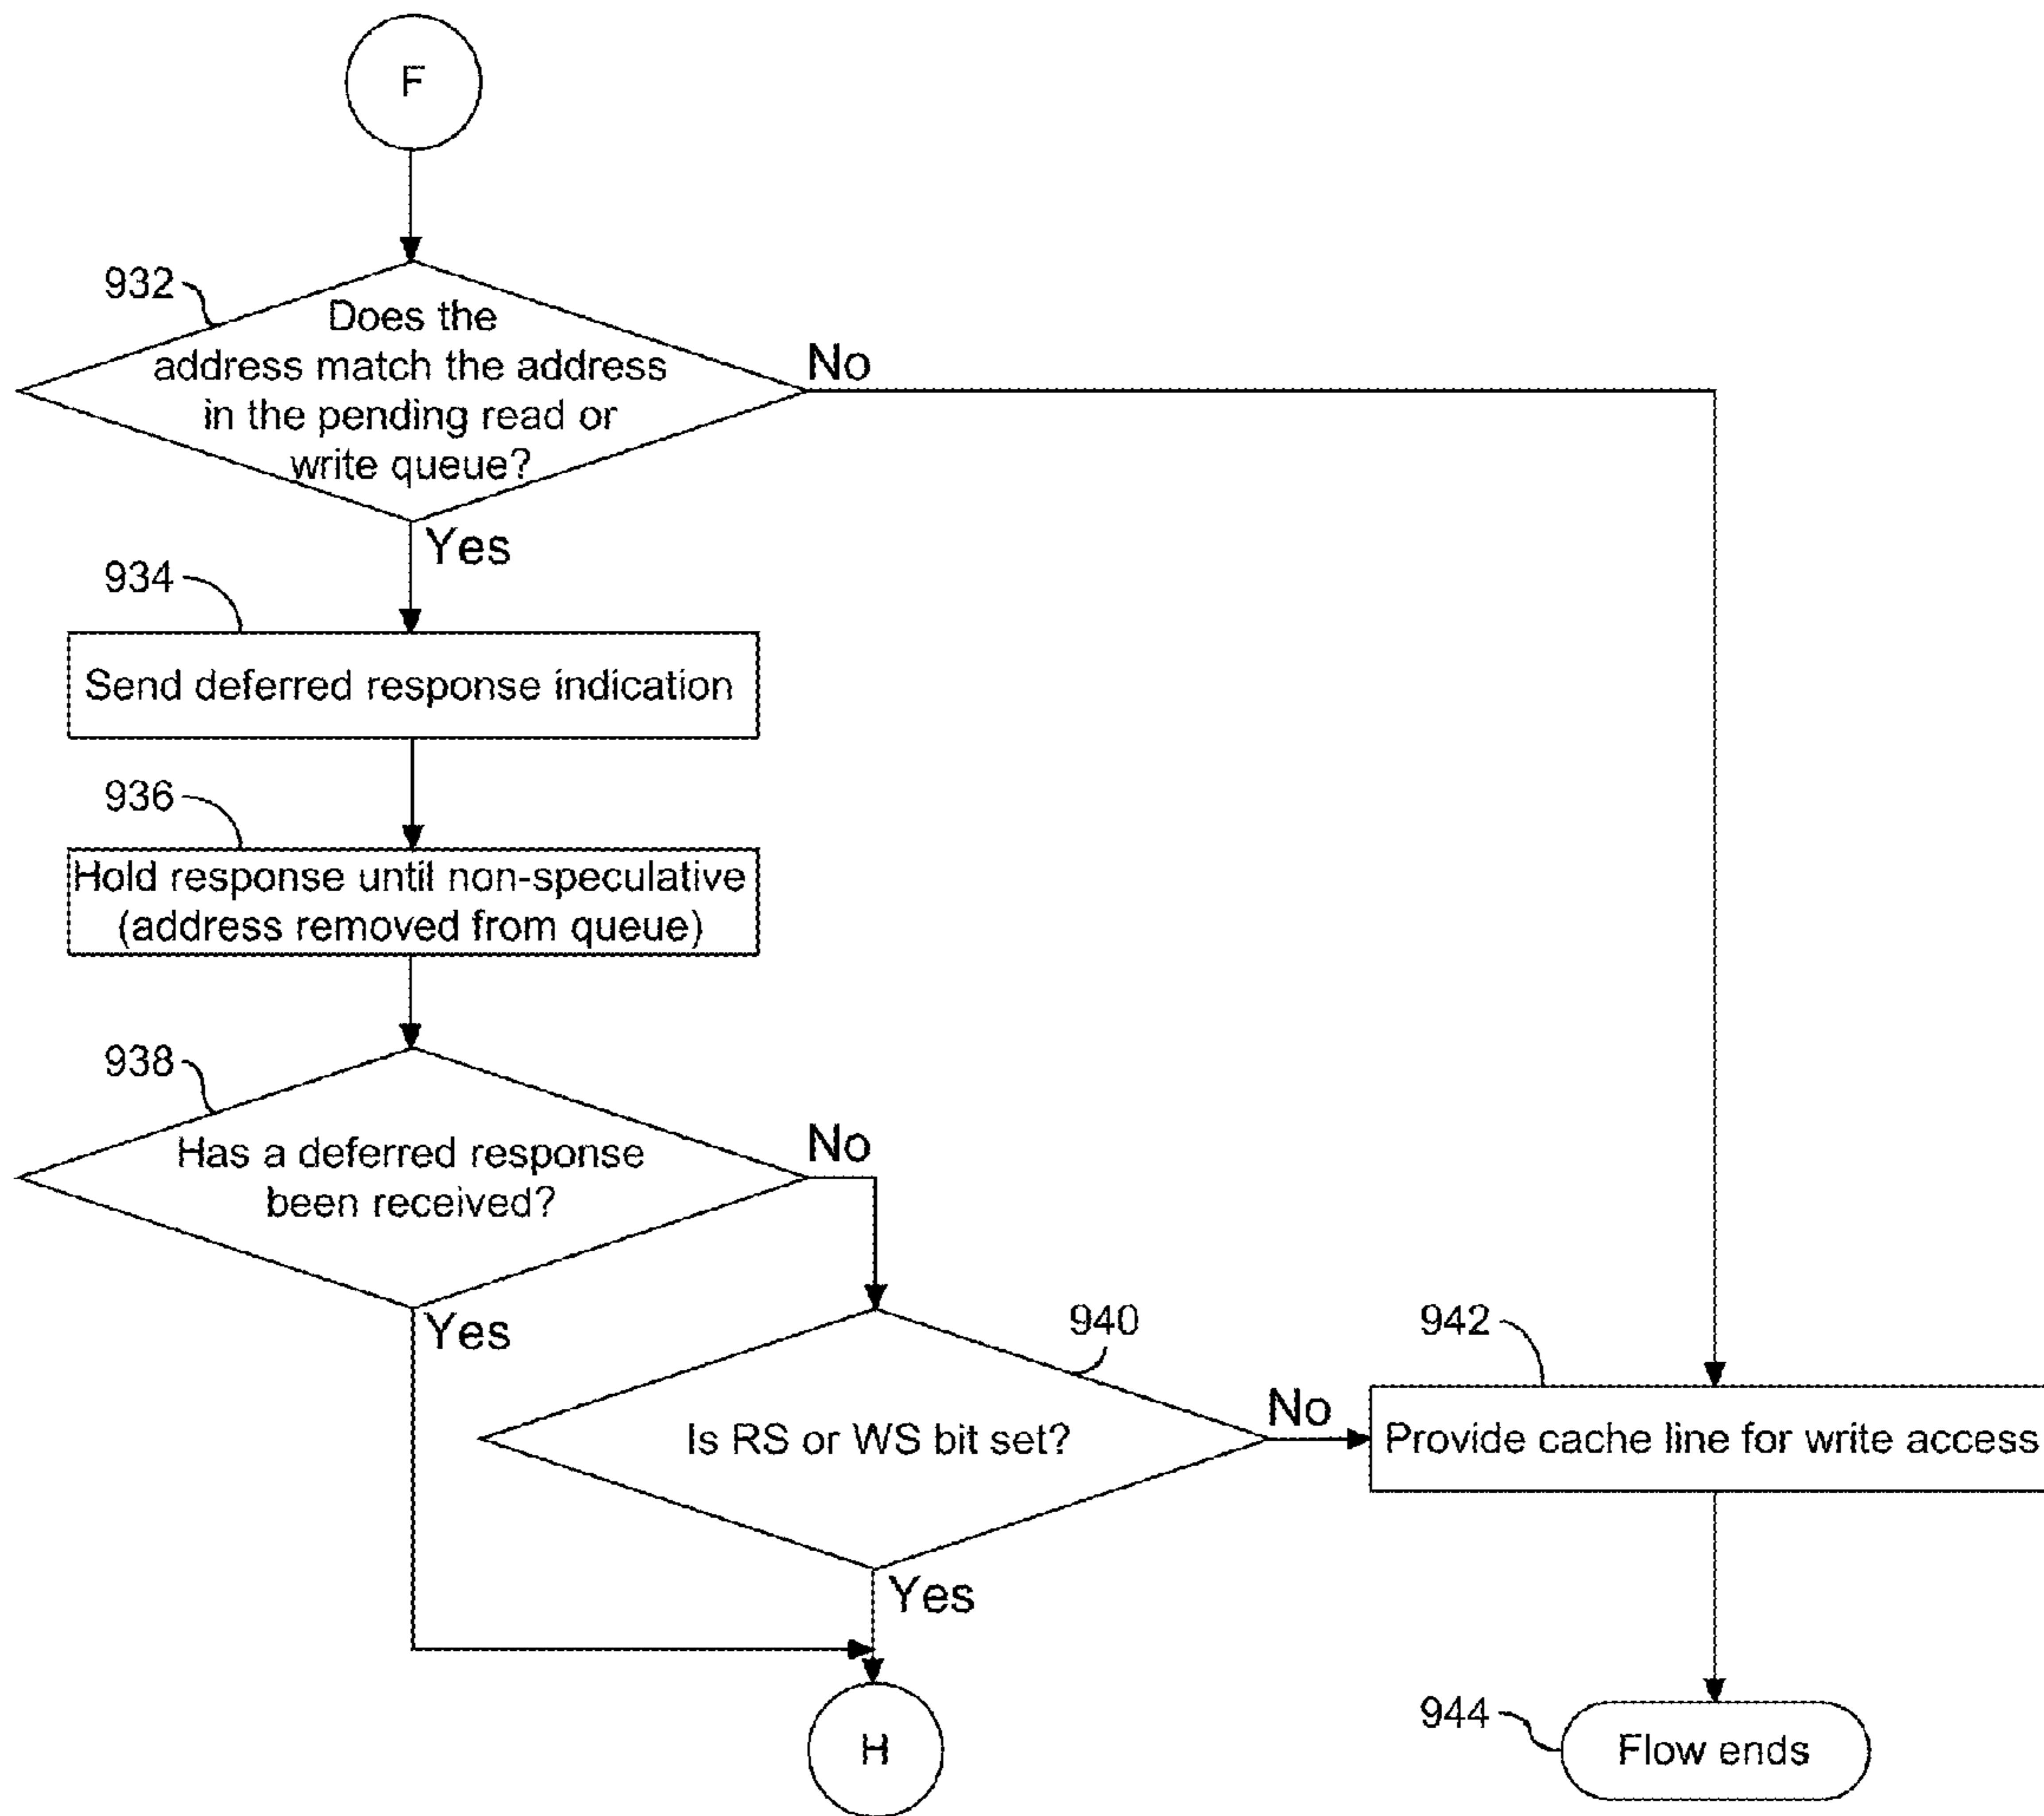 F
932
Does the
address match the address
in the pending read or
write queue?
No
Yes
934
Send deferred response indication
936
Hold response until non-speculative
(address removed from queue)
938
Has a deferred response
been received?
No
Yes
940
Is RS or WS bit set?
No
Yes
942
Provide cache line for write access
H
944
Flow ends